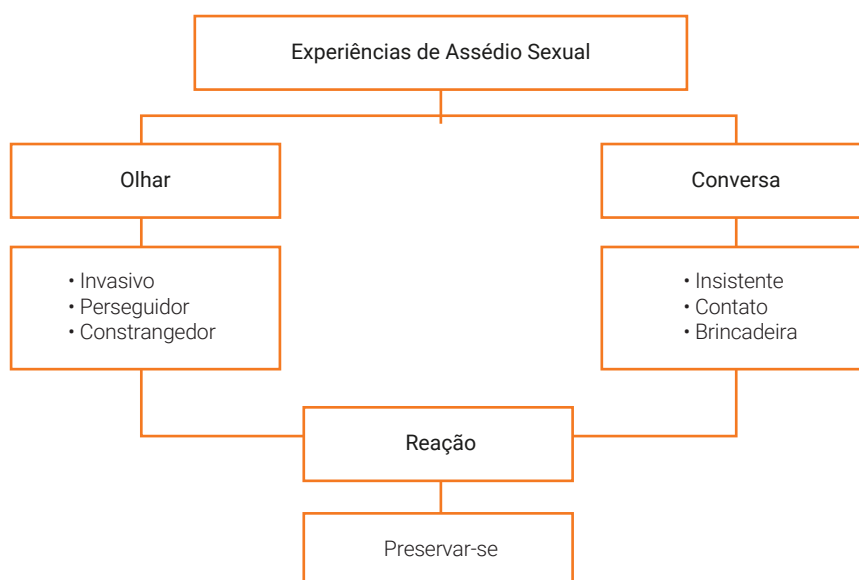 Experiências de Assédio Sexual
Olhar
Conversa
• Invasivo
• Perseguidor
• Constrangedor
• Insistente
• Contato
• Brincadeira
Reação
Preservar-se